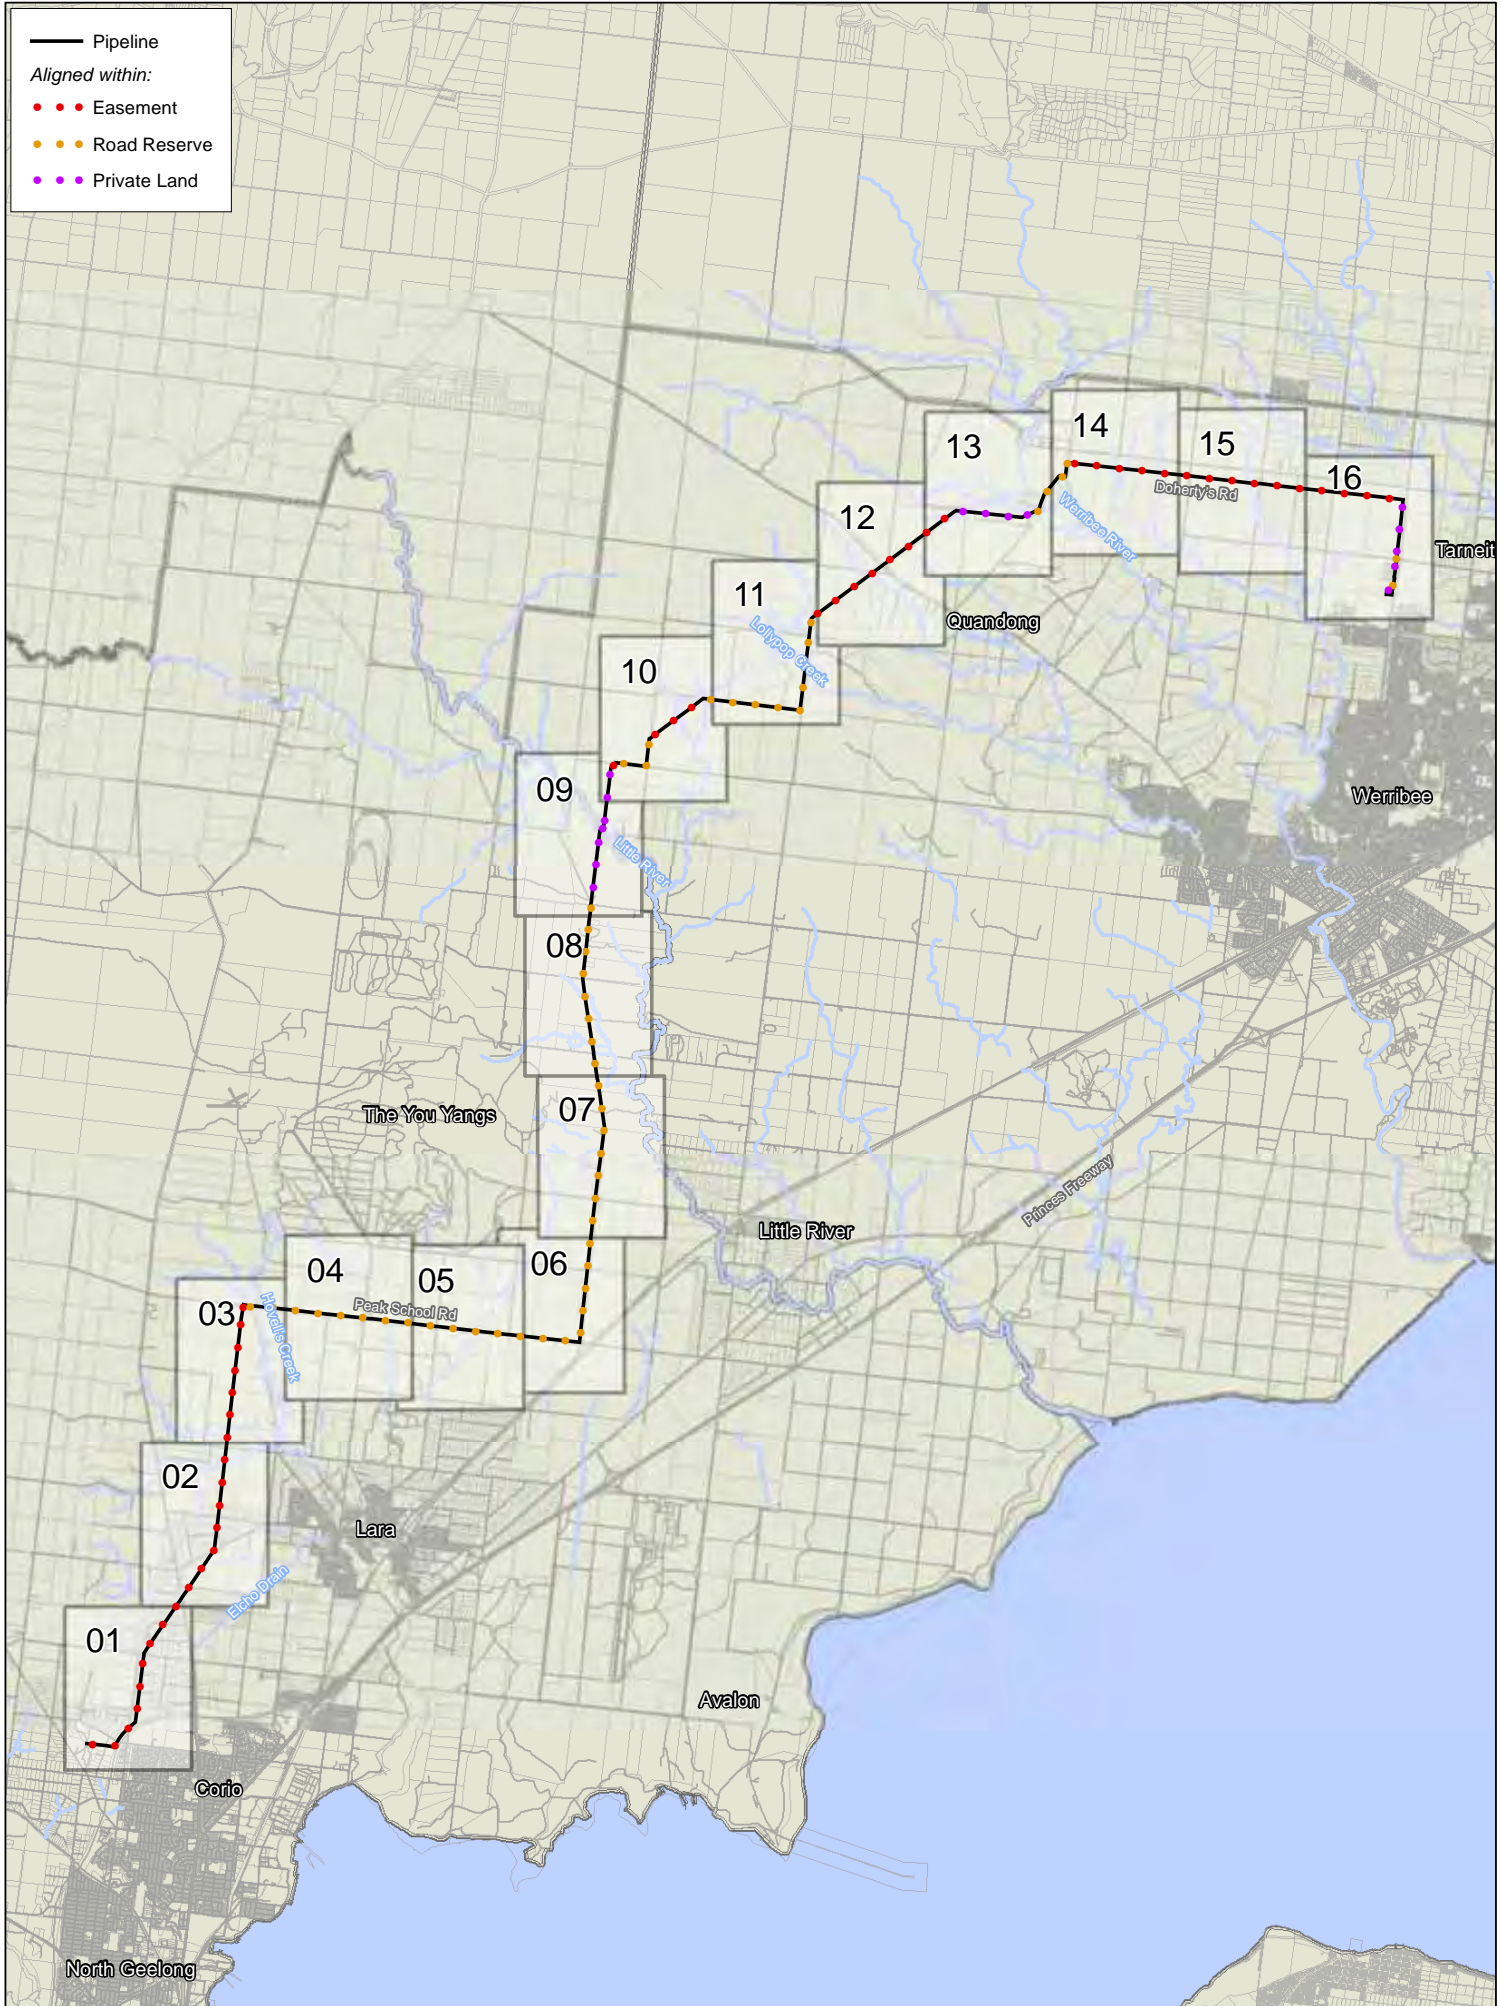 Pipeline
Aligned within:
Easement
Road Reserve
Private Land
14
13
15
16
Doherty's Rd
12
Werribee River
Tarneit
11
Quandong
Lollypop Creek
10
09
Werribee
Little River
08
07
The You Yangs
Princes Freeway
Little River
06
04
05
03
Peak School Rd
Hovell's Creek
02
Lara
Elcho Drain
01
Avalon
Corio
North Geelong